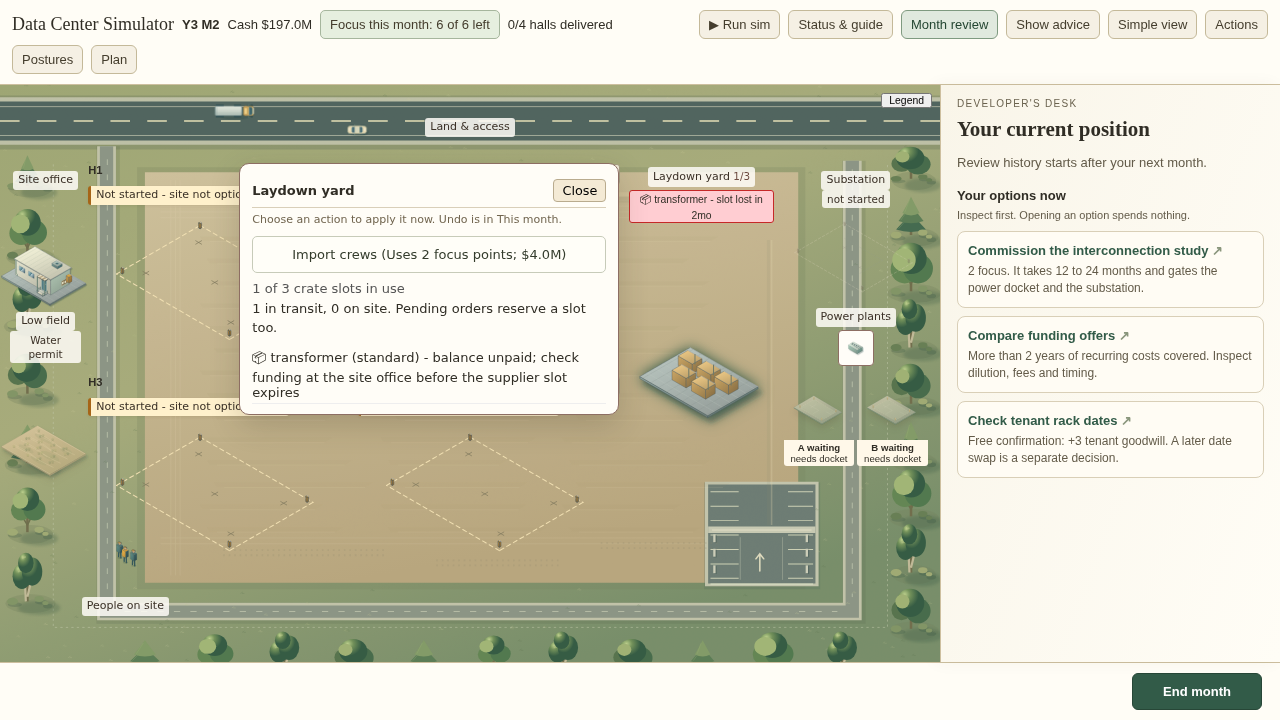 Data Center Simulator Y3 M2 Cash $197.0M Focus this month: 6 of 6 left 0/4 halls delivered ▶ Run sim Status & guide Month review Show advice Simple view Actions
Postures Plan
Legend
Land & access
Site office
H1
Not started - site not optio
Laydown yard 1/3
📦 transformer - slot lost in
2mo
Substation
not started
Laydown yard
Close
Choose an action to apply it now. Undo is in This month.
Import crews (Uses 2 focus points; $4.0M)
1 of 3 crate slots in use
1 in transit, 0 on site. Pending orders reserve a slot
too.
📦 transformer (standard) - balance unpaid; check
funding at the site office before the supplier slot
expires
Low field
Water
permit
Power plants
H3
Not started - site not optio
A waiting
needs docket
B waiting
needs docket
People on site
DEVELOPER'S DESK
Your current position
Review history starts after your next month.
Your options now
Inspect first. Opening an option spends nothing.
Commission the interconnection study ↗
2 focus. It takes 12 to 24 months and gates the
power docket and the substation.
Compare funding offers ↗
More than 2 years of recurring costs covered. Inspect
dilution, fees and timing.
Check tenant rack dates ↗
Free confirmation: +3 tenant goodwill. A later date
swap is a separate decision.
End month